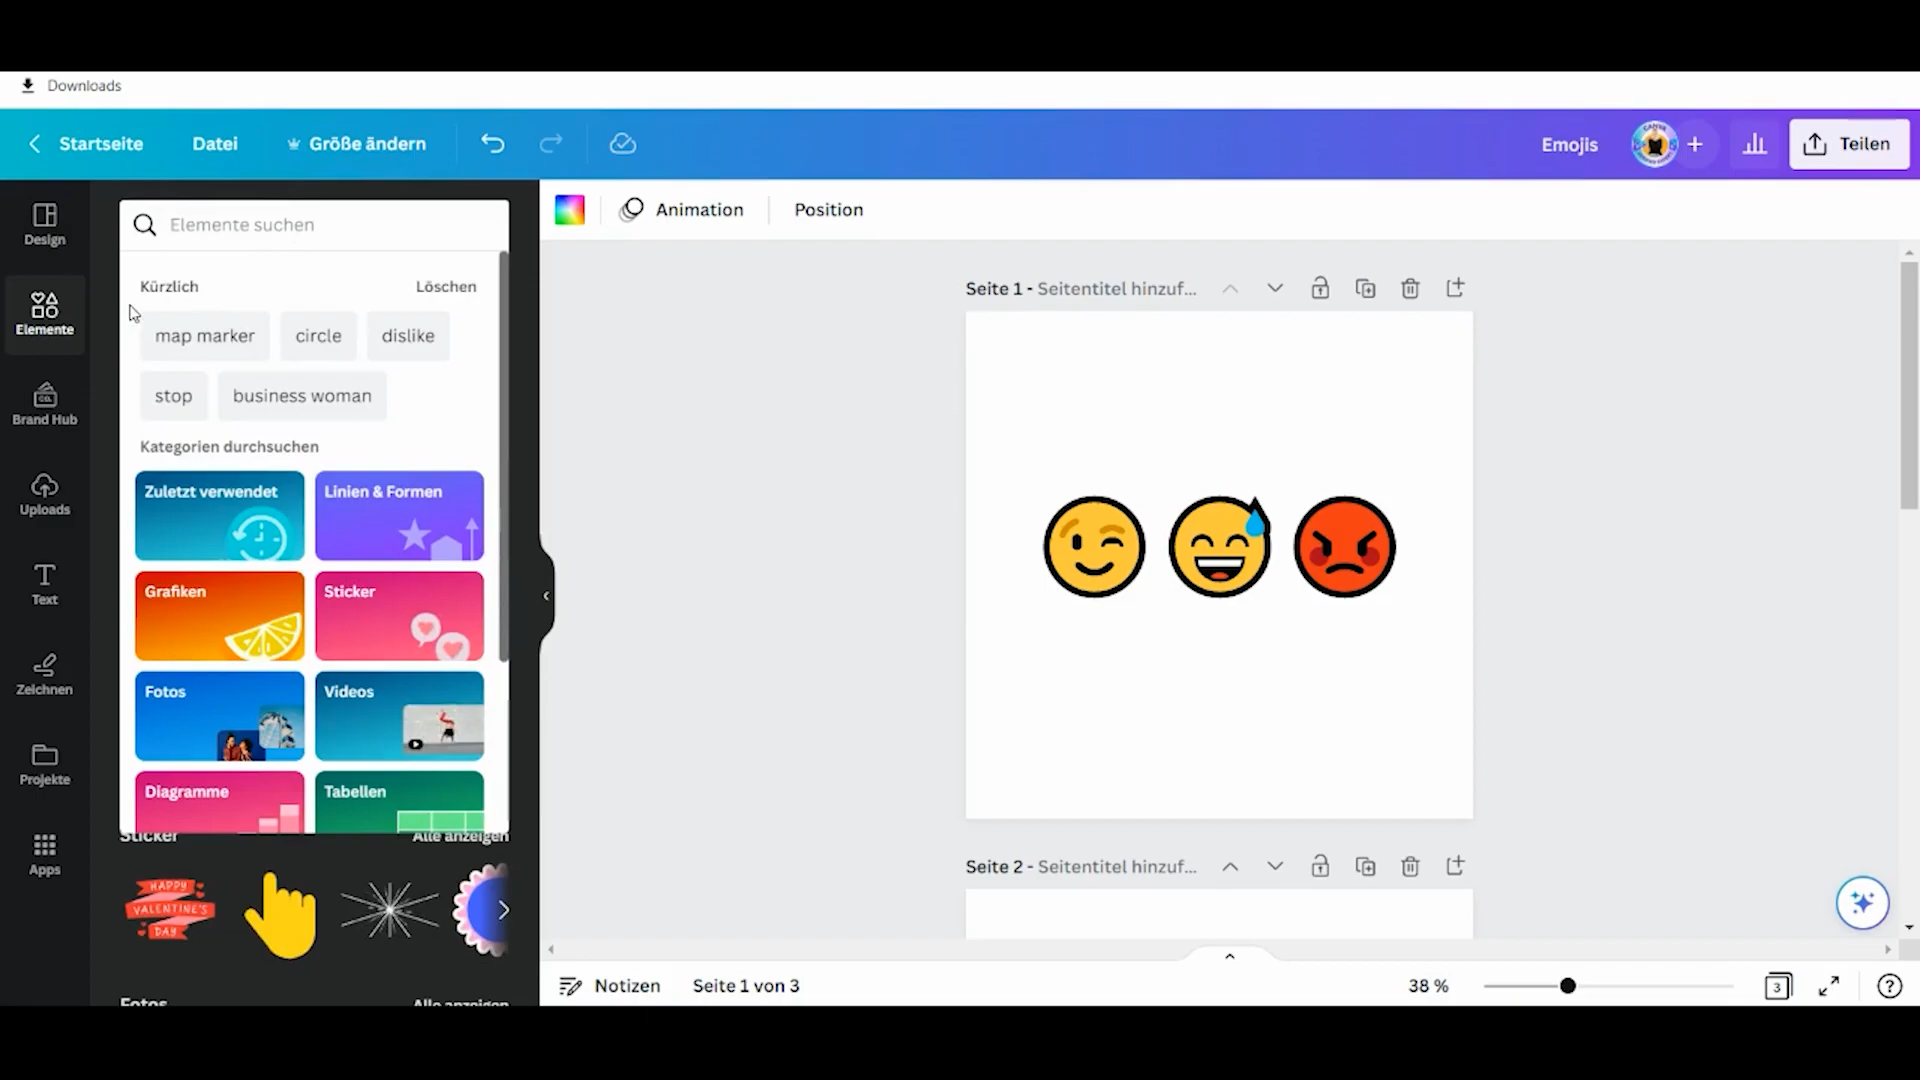 Downloads
Startseite
Datei
Größe ändern
Emojis
Teilen
Design
Elemente
Brand Hub
Uploads
Text
Zeichnen
Projekte
Apps
Elemente suchen
Kürzlich
Löschen
map marker
circle
dislike
stop
business woman
Kategorien durchsuchen
Zuletzt verwendet
Linien & Formen
Grafiken
Sticker
Fotos
Videos
Diagramme
Tabellen
Sticker
Alle anzeigen
HAPPY
VALENTINE'S
DAY
Fotos
Alle anzeigen
Animation
Position
Seite 1 - Seitentitel hinzuf...
Seite 2 - Seitentitel hinzuf...
Notizen
Seite 1 von 3
38 %
3